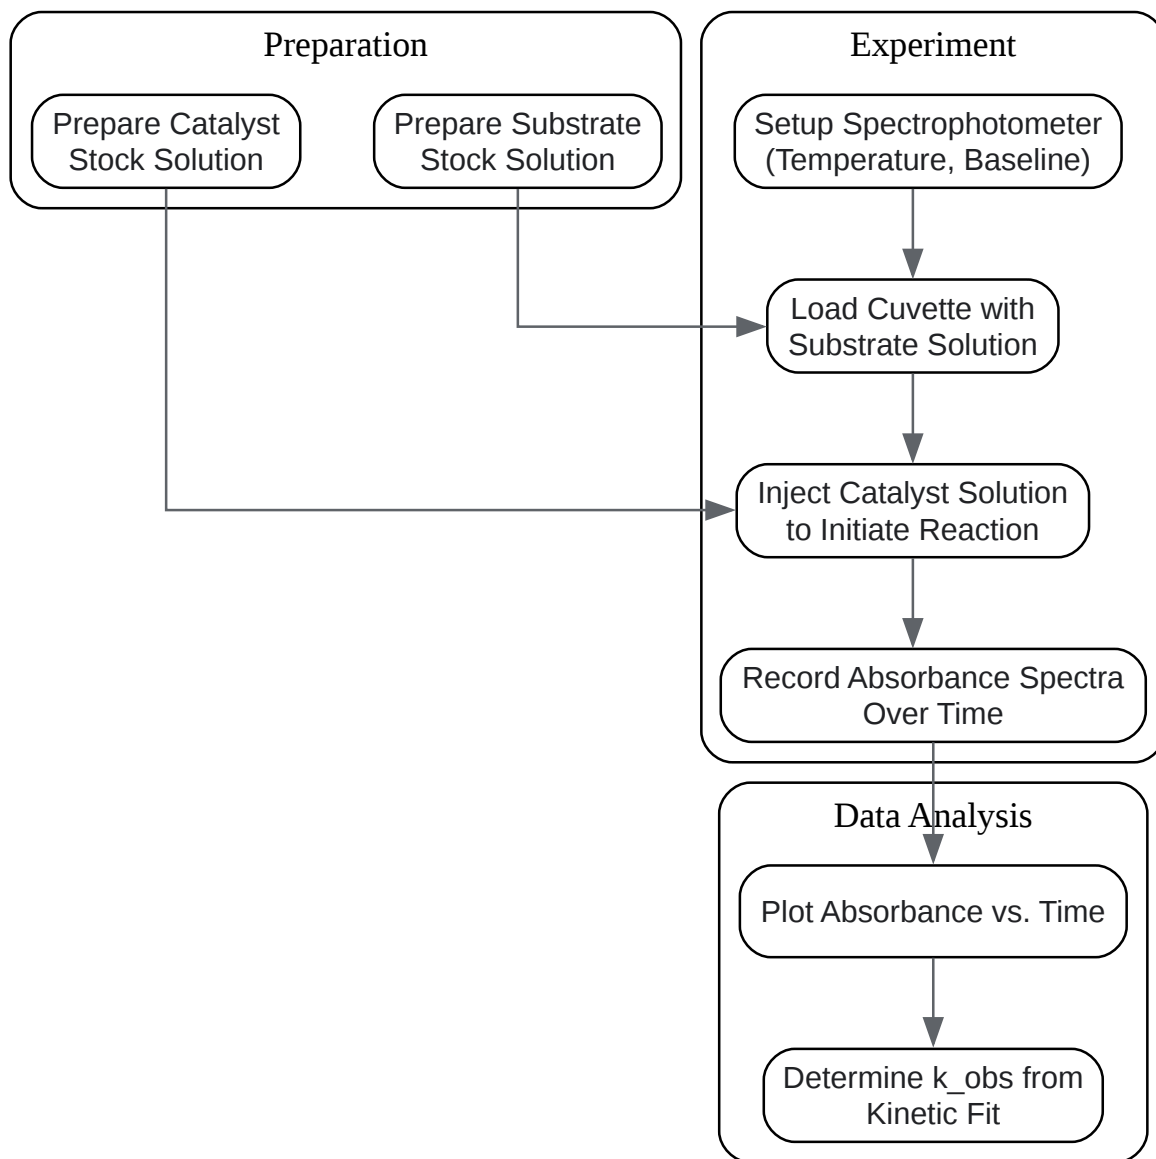 Preparation
Prepare Catalyst
Stock Solution
Prepare Substrate
Stock Solution
Experiment
Setup Spectrophotometer
(Temperature, Baseline)
Load Cuvette with
Substrate Solution
Inject Catalyst Solution
to Initiate Reaction
Record Absorbance Spectra
Over Time
Data Analysis
Plot Absorbance vs. Time
Determine k_obs from
Kinetic Fit